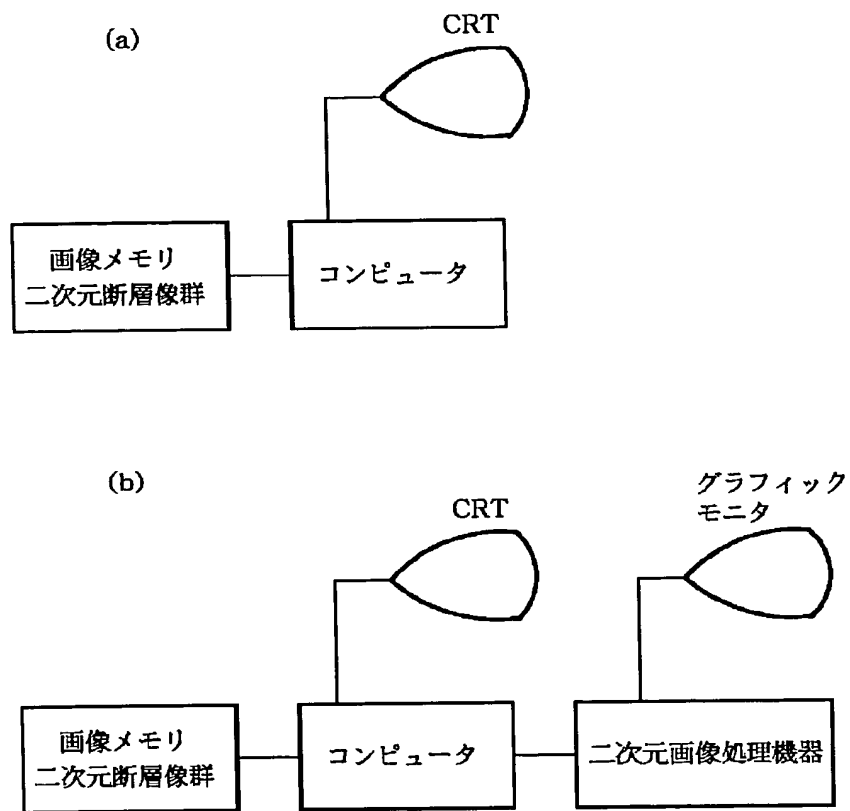 (a)
CRT
画像メモリ
二次元断層像群
コンピュータ
(b)
CRT
グラフィック
モニタ
画像メモリ
二次元断層像群
コンピュータ
二次元画像処理機器